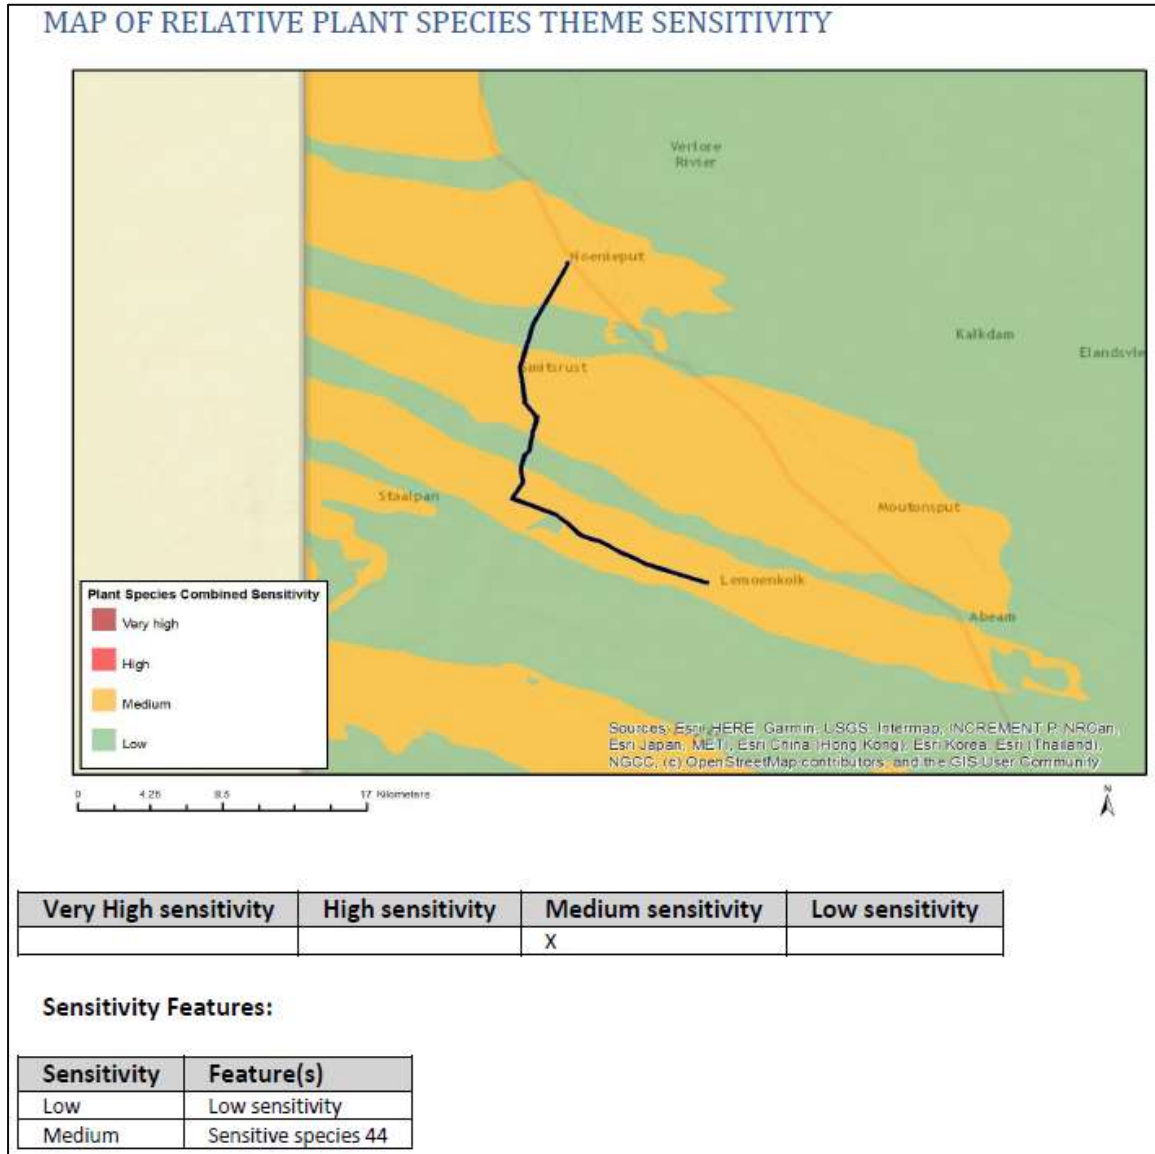 MAP OF RELATIVE PLANT SPECIES THEME SENSITIVITY
Verlore
Rivier
Noenieput
Kalkdam
Elandsvle
Smitsrust
Staalpan
Moutonsput
Lemoenkolk
Abeam
Plant Species Combined Sensitivity
Very high
High
Medium
Low
Sources: Esri, HERE, Garmin, USGS, Intermap, INCREMENT P, NRCan,
Esri Japan, METI, Esri China (Hong Kong), Esri Korea, Esri (Thailand),
NGCC, (c) OpenStreetMap contributors, and the GIS User Community
0 4.25 8.5 17 Kilometers
N
Very High sensitivity High sensitivity Medium sensitivity Low sensitivity
X
Sensitivity Features:
Sensitivity Feature(s)
Low Low sensitivity
Medium Sensitive species 44